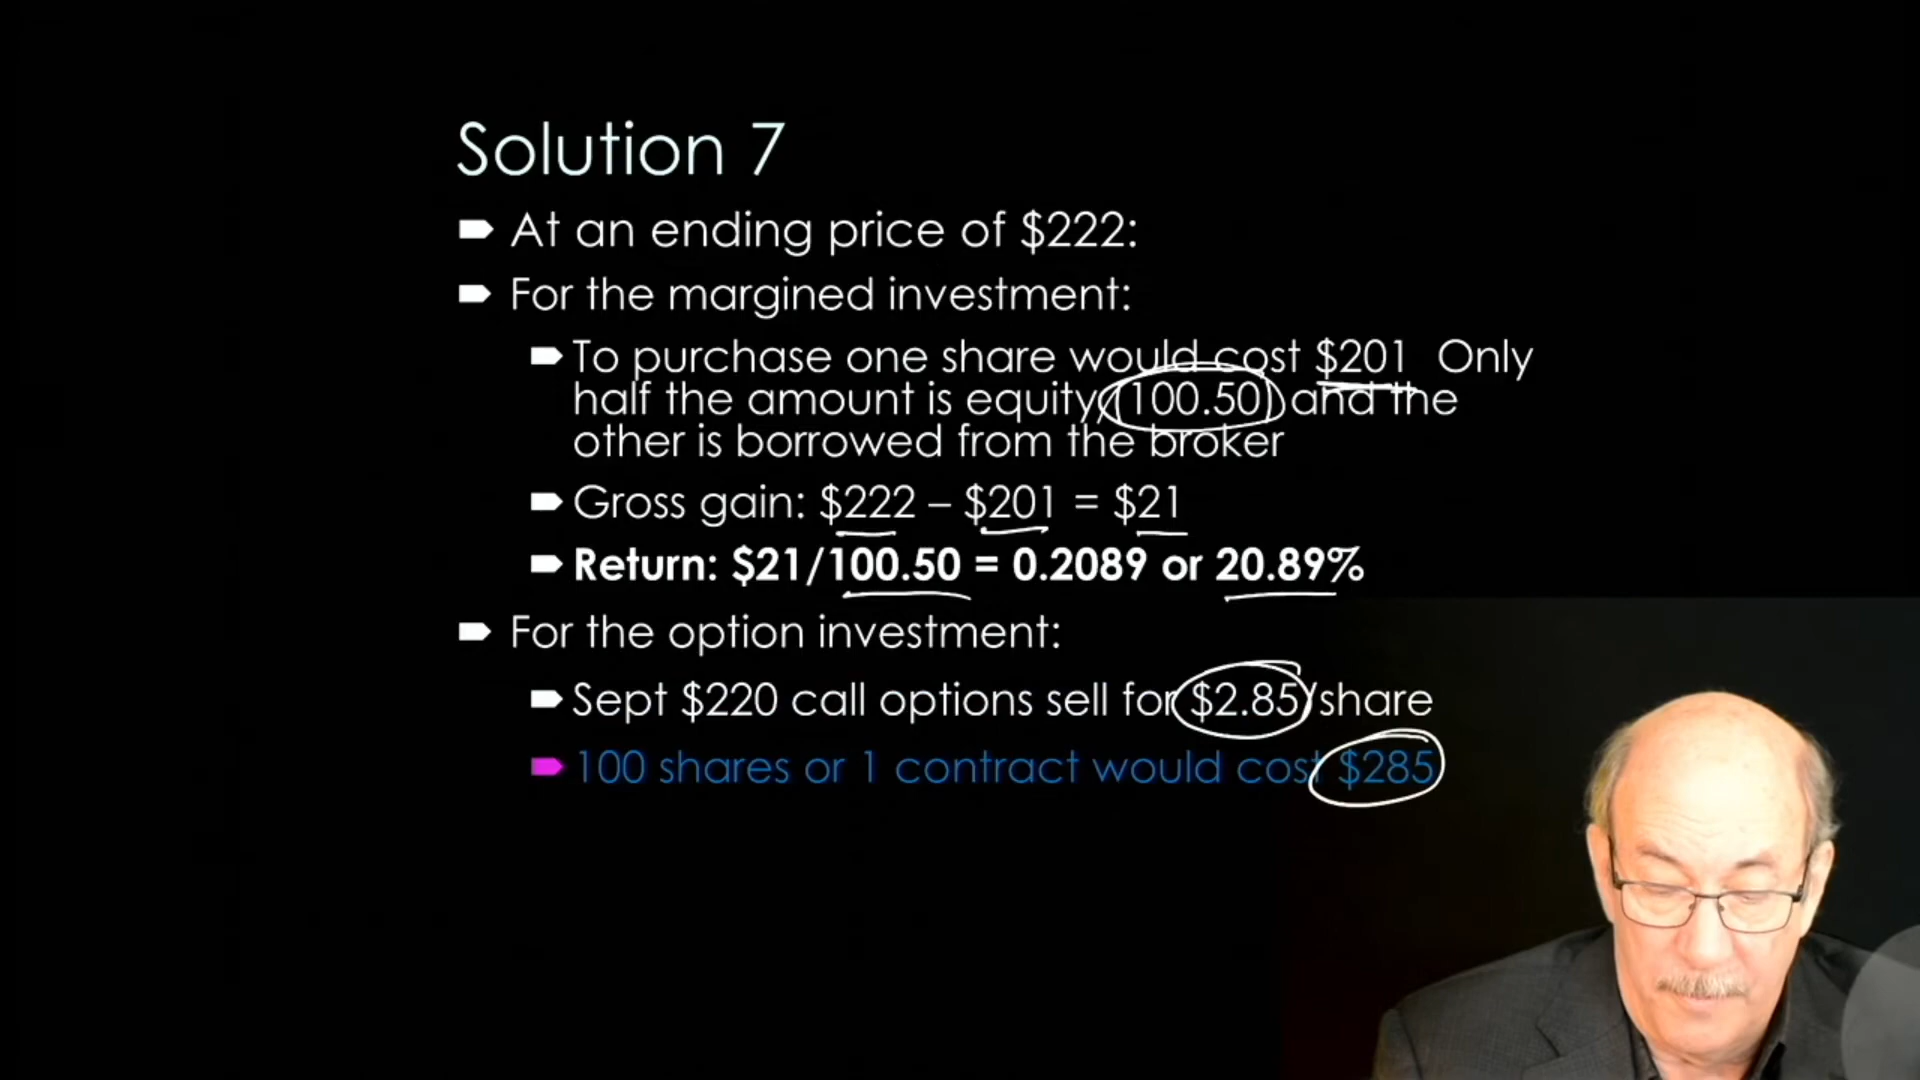 Solution 7
At an ending price of $222:
For the margined investment:
To purchase one share would cost $201 Only
half the amount is equity (100.50) and the
other is borrowed from the broker
Gross gain: $222 – $201 = $21
Return: $21/100.50 = 0.2089 or 20.89%
For the option investment:
Sept $220 call options sell for $2.85/share
100 shares or 1 contract would cost $285